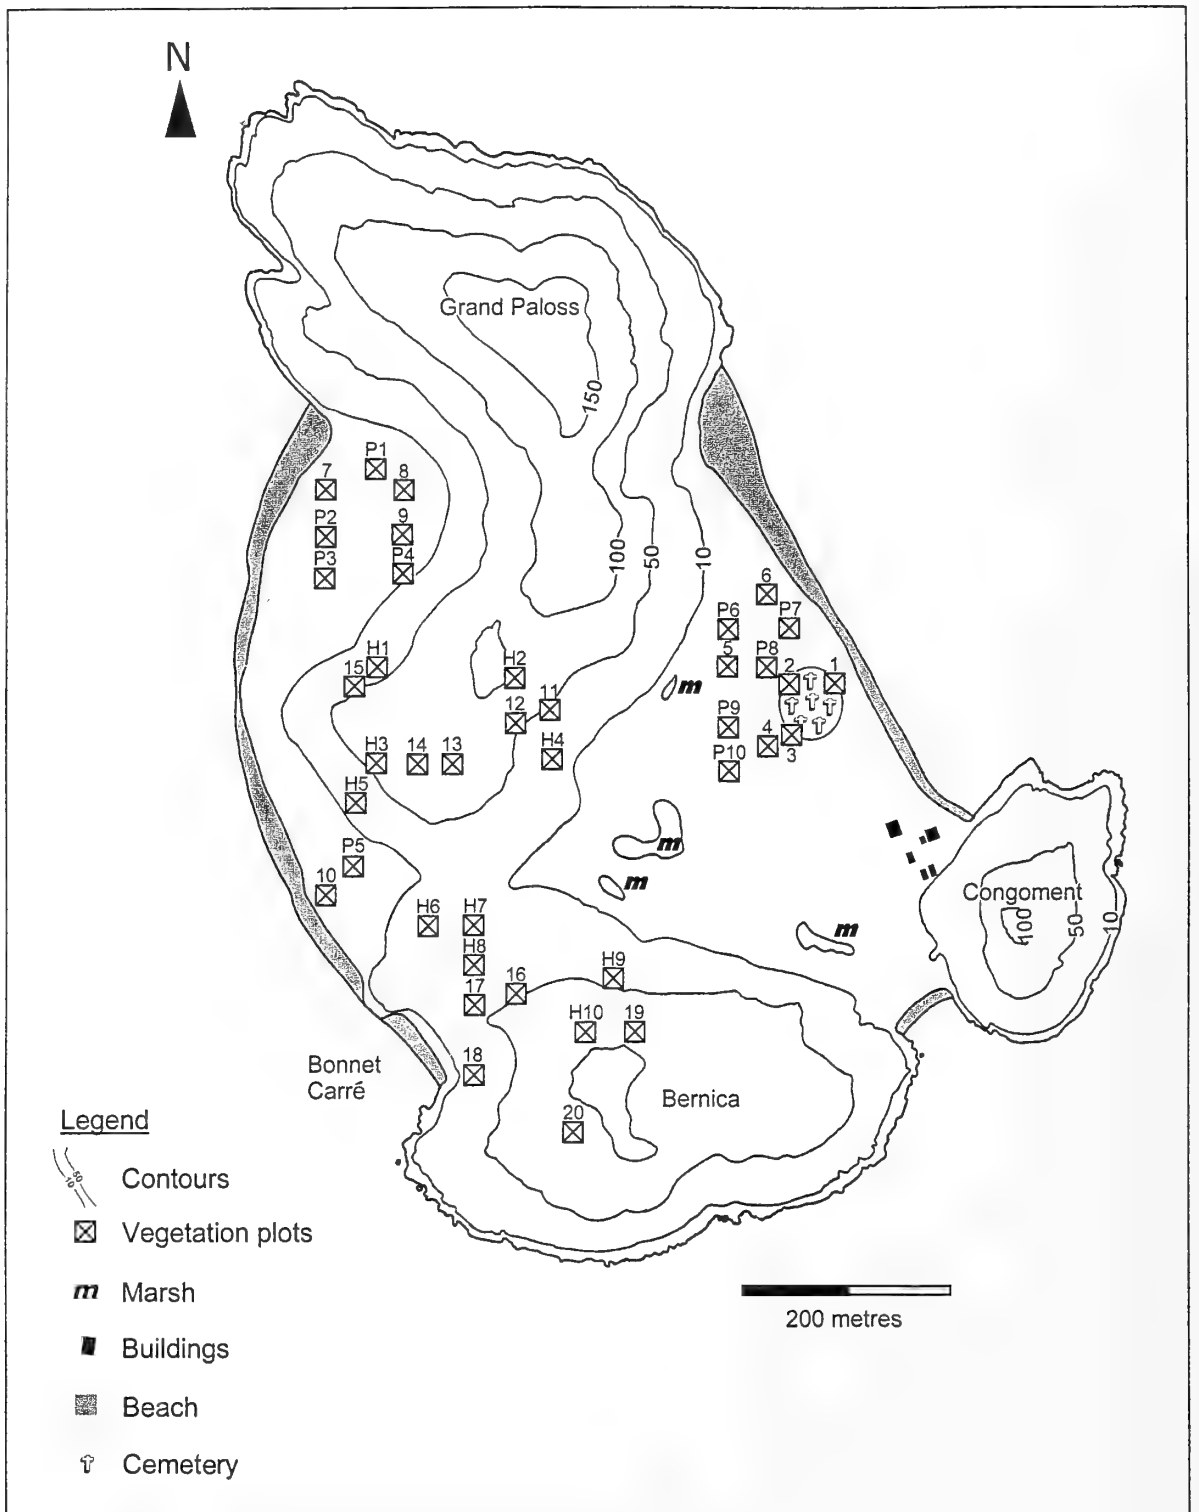 N
Grand Paloss
150
P1
7
8
P2
9
P3
P4
100
50
10
6
P6
P7
H1
H2
5
P8
15
2
1
m
11
12
P9
H3
14
13
H4
4
3
P10
H5
m
P5
10
m
Congoment
100
50
10
H6
H7
m
H8
H9
16
17
H10
19
18
Bonnet
Carré
Bernica
20
Legend
50
10
Contours
Vegetation plots
m Marsh
200 metres
Buildings
Beach
Cemetery